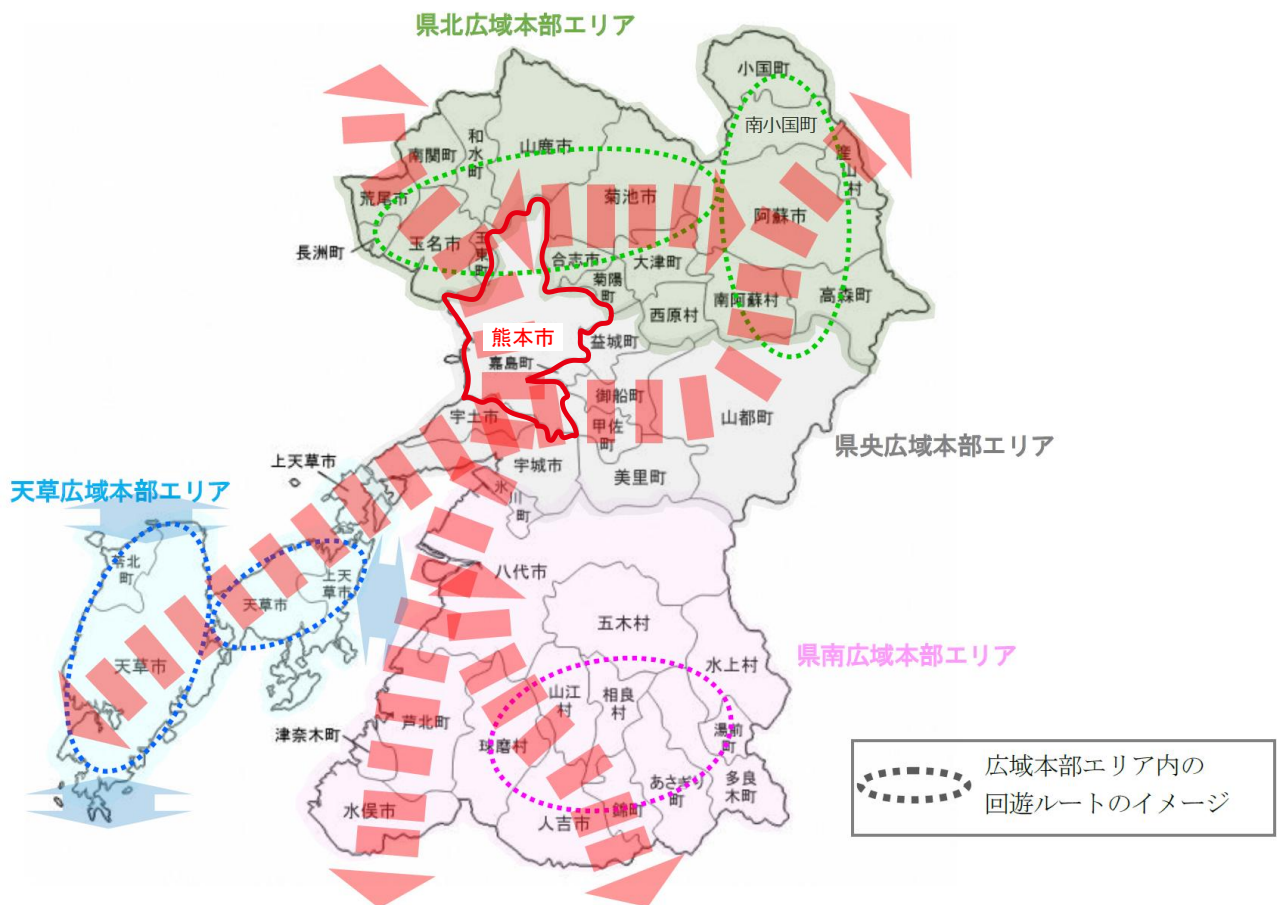 県北広域本部エリア
小国町
南小国町
産
山
村
和
水
町
山鹿市
南関町
荒尾市
菊池市
阿蘇市
長洲町
玉名市
玉
東
町
合志市
大津町
菊陽
町
南阿蘇村
高森町
西原村
熊本市
益城町
嘉島町
御船町
宇土市
甲佐
町
山都町
県央広域本部エリア
上天草市
宇城市
美里町
氷
川
町
天草広域本部エリア
苓北
町
上天
草市
天草市
天草市
八代市
五木村
県南広域本部エリア
水上村
山江
村
相良
村
湯前
町
芦北町
津奈木町
球磨村
あさぎり
町
多良
木町
水俣市
人吉市
錦町
広域本部エリア内の
回遊ルートのイメージ